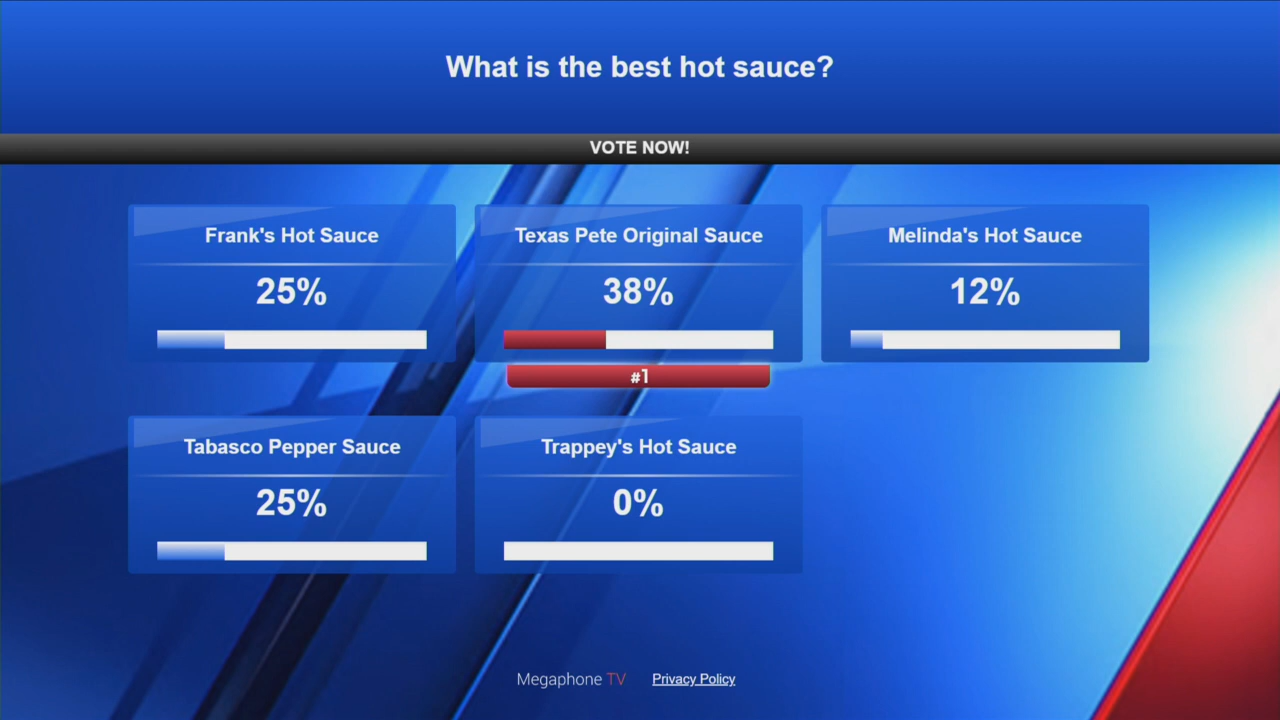 What is the best hot sauce?
VOTE NOW!
Frank's Hot Sauce
25%
Texas Pete Original Sauce
38%
#1
Melinda's Hot Sauce
12%
Tabasco Pepper Sauce
25%
Trappey's Hot Sauce
0%
Megaphone TV
Privacy Policy